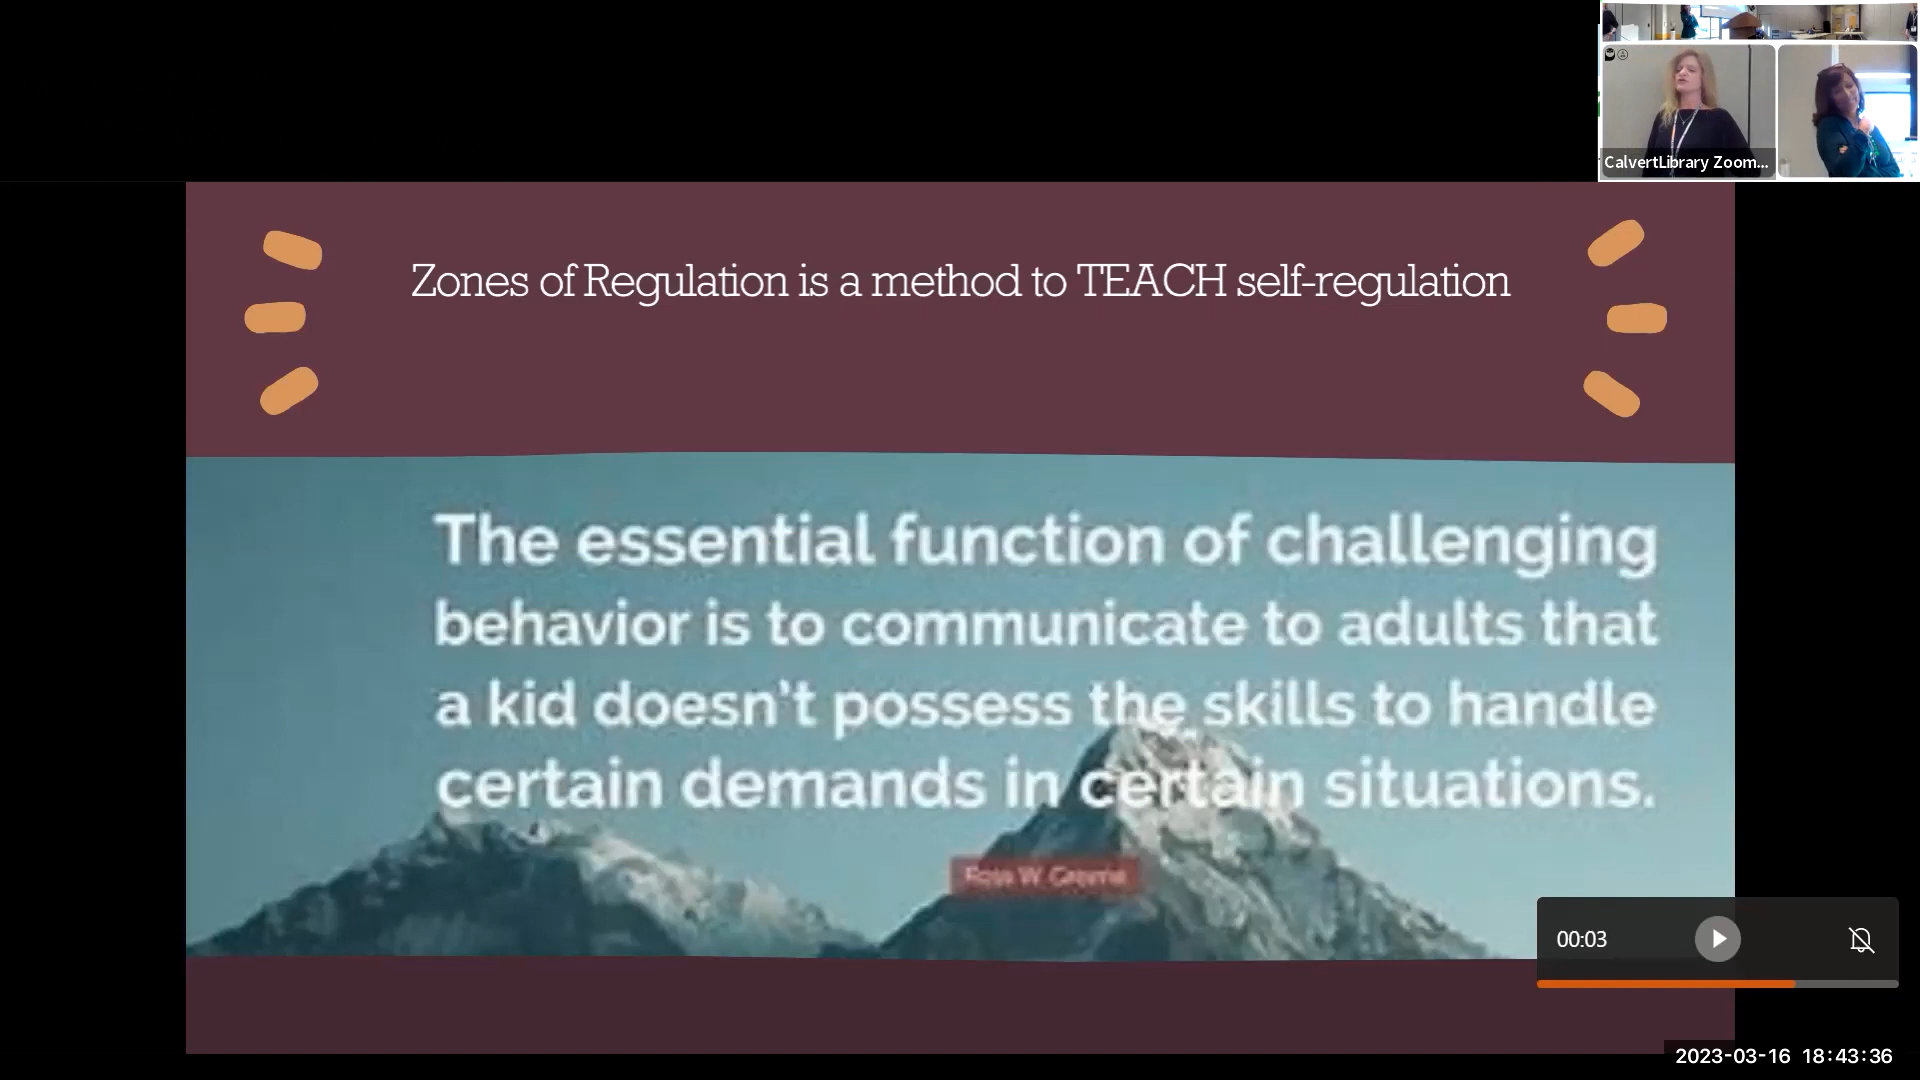 CalvertLibrary Zoom...
Zones of Regulation is a method to TEACH self-regulation
The essential function of challenging
behavior is to communicate to adults that
a kid doesn't possess the skills to handle
certain demands in certain situations.
Ross W. Greene
00:03
2023-03-16 18:43:36